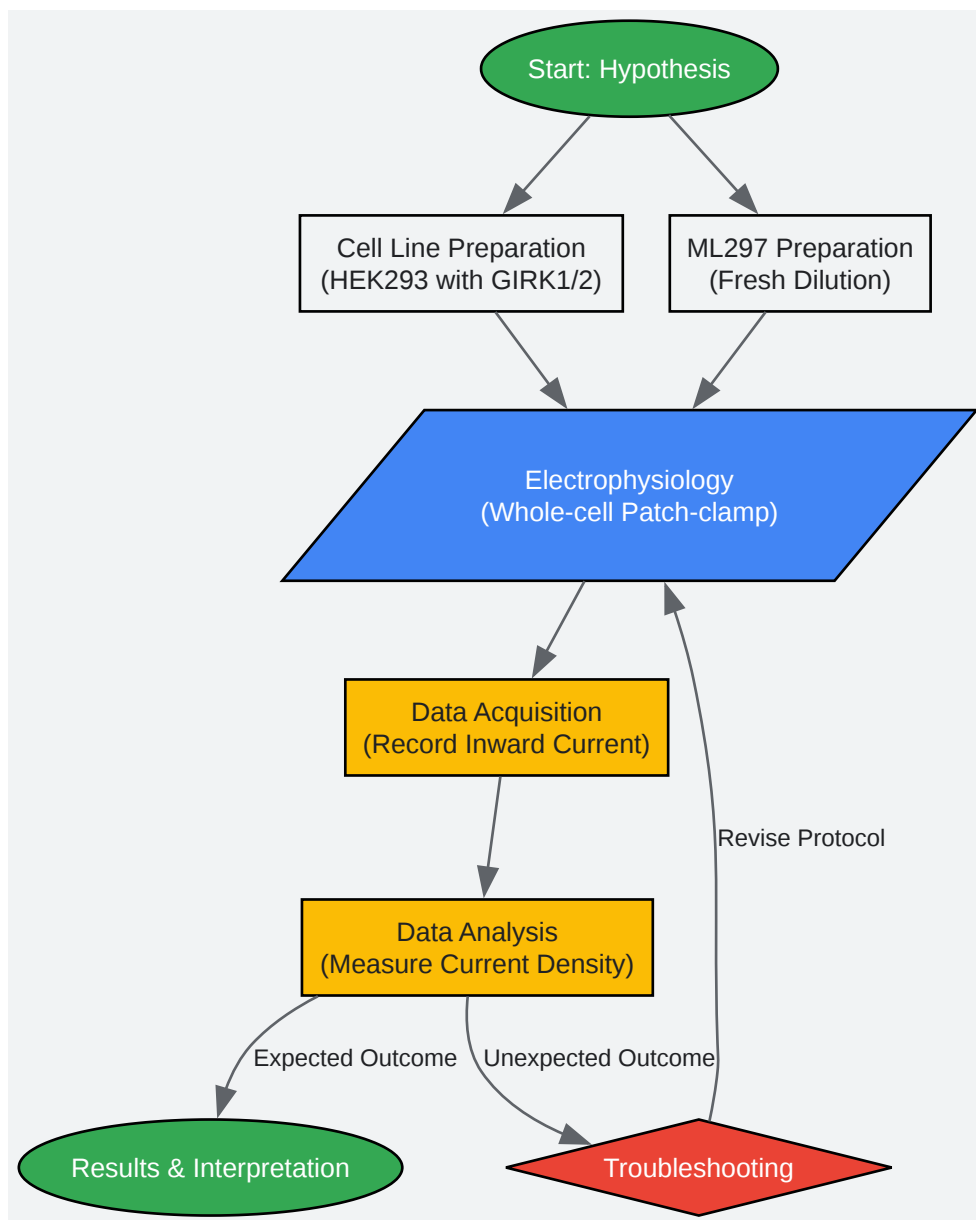 Start: Hypothesis
Cell Line Preparation
(HEK293 with GIRK1/2)
ML297 Preparation
(Fresh Dilution)
Electrophysiology
(Whole-cell Patch-clamp)
Data Acquisition
(Record Inward Current)
Revise Protocol
Data Analysis
(Measure Current Density)
Expected Outcome
Unexpected Outcome
Results & Interpretation
Troubleshooting